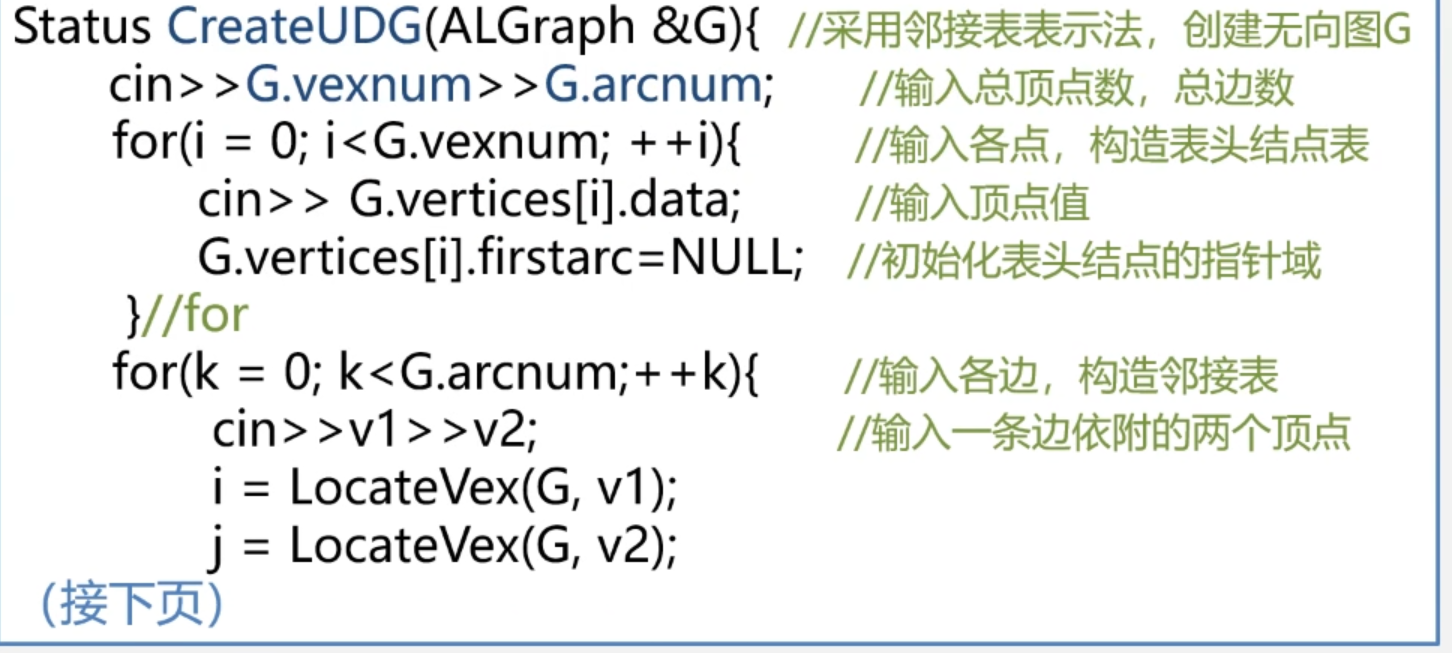 Status CreateUDG(ALGraph &G){ //采用邻接表表示法，创建无向图G
cin>>G.vexnum>>G.arcnum; //输入总顶点数，总边数
for(i = 0; i<G.vexnum; ++i){ //输入各点，构造表头结点表
cin>> G.vertices[i].data; //输入顶点值
G.vertices[i].firstarc=NULL; //初始化表头结点的指针域
}//for
for(k = 0; k<G.arcnum;++k){ //输入各边，构造邻接表
cin>>v1>>v2; //输入一条边依附的两个顶点
i = LocateVex(G, v1);
j = LocateVex(G, v2);
(接下页)